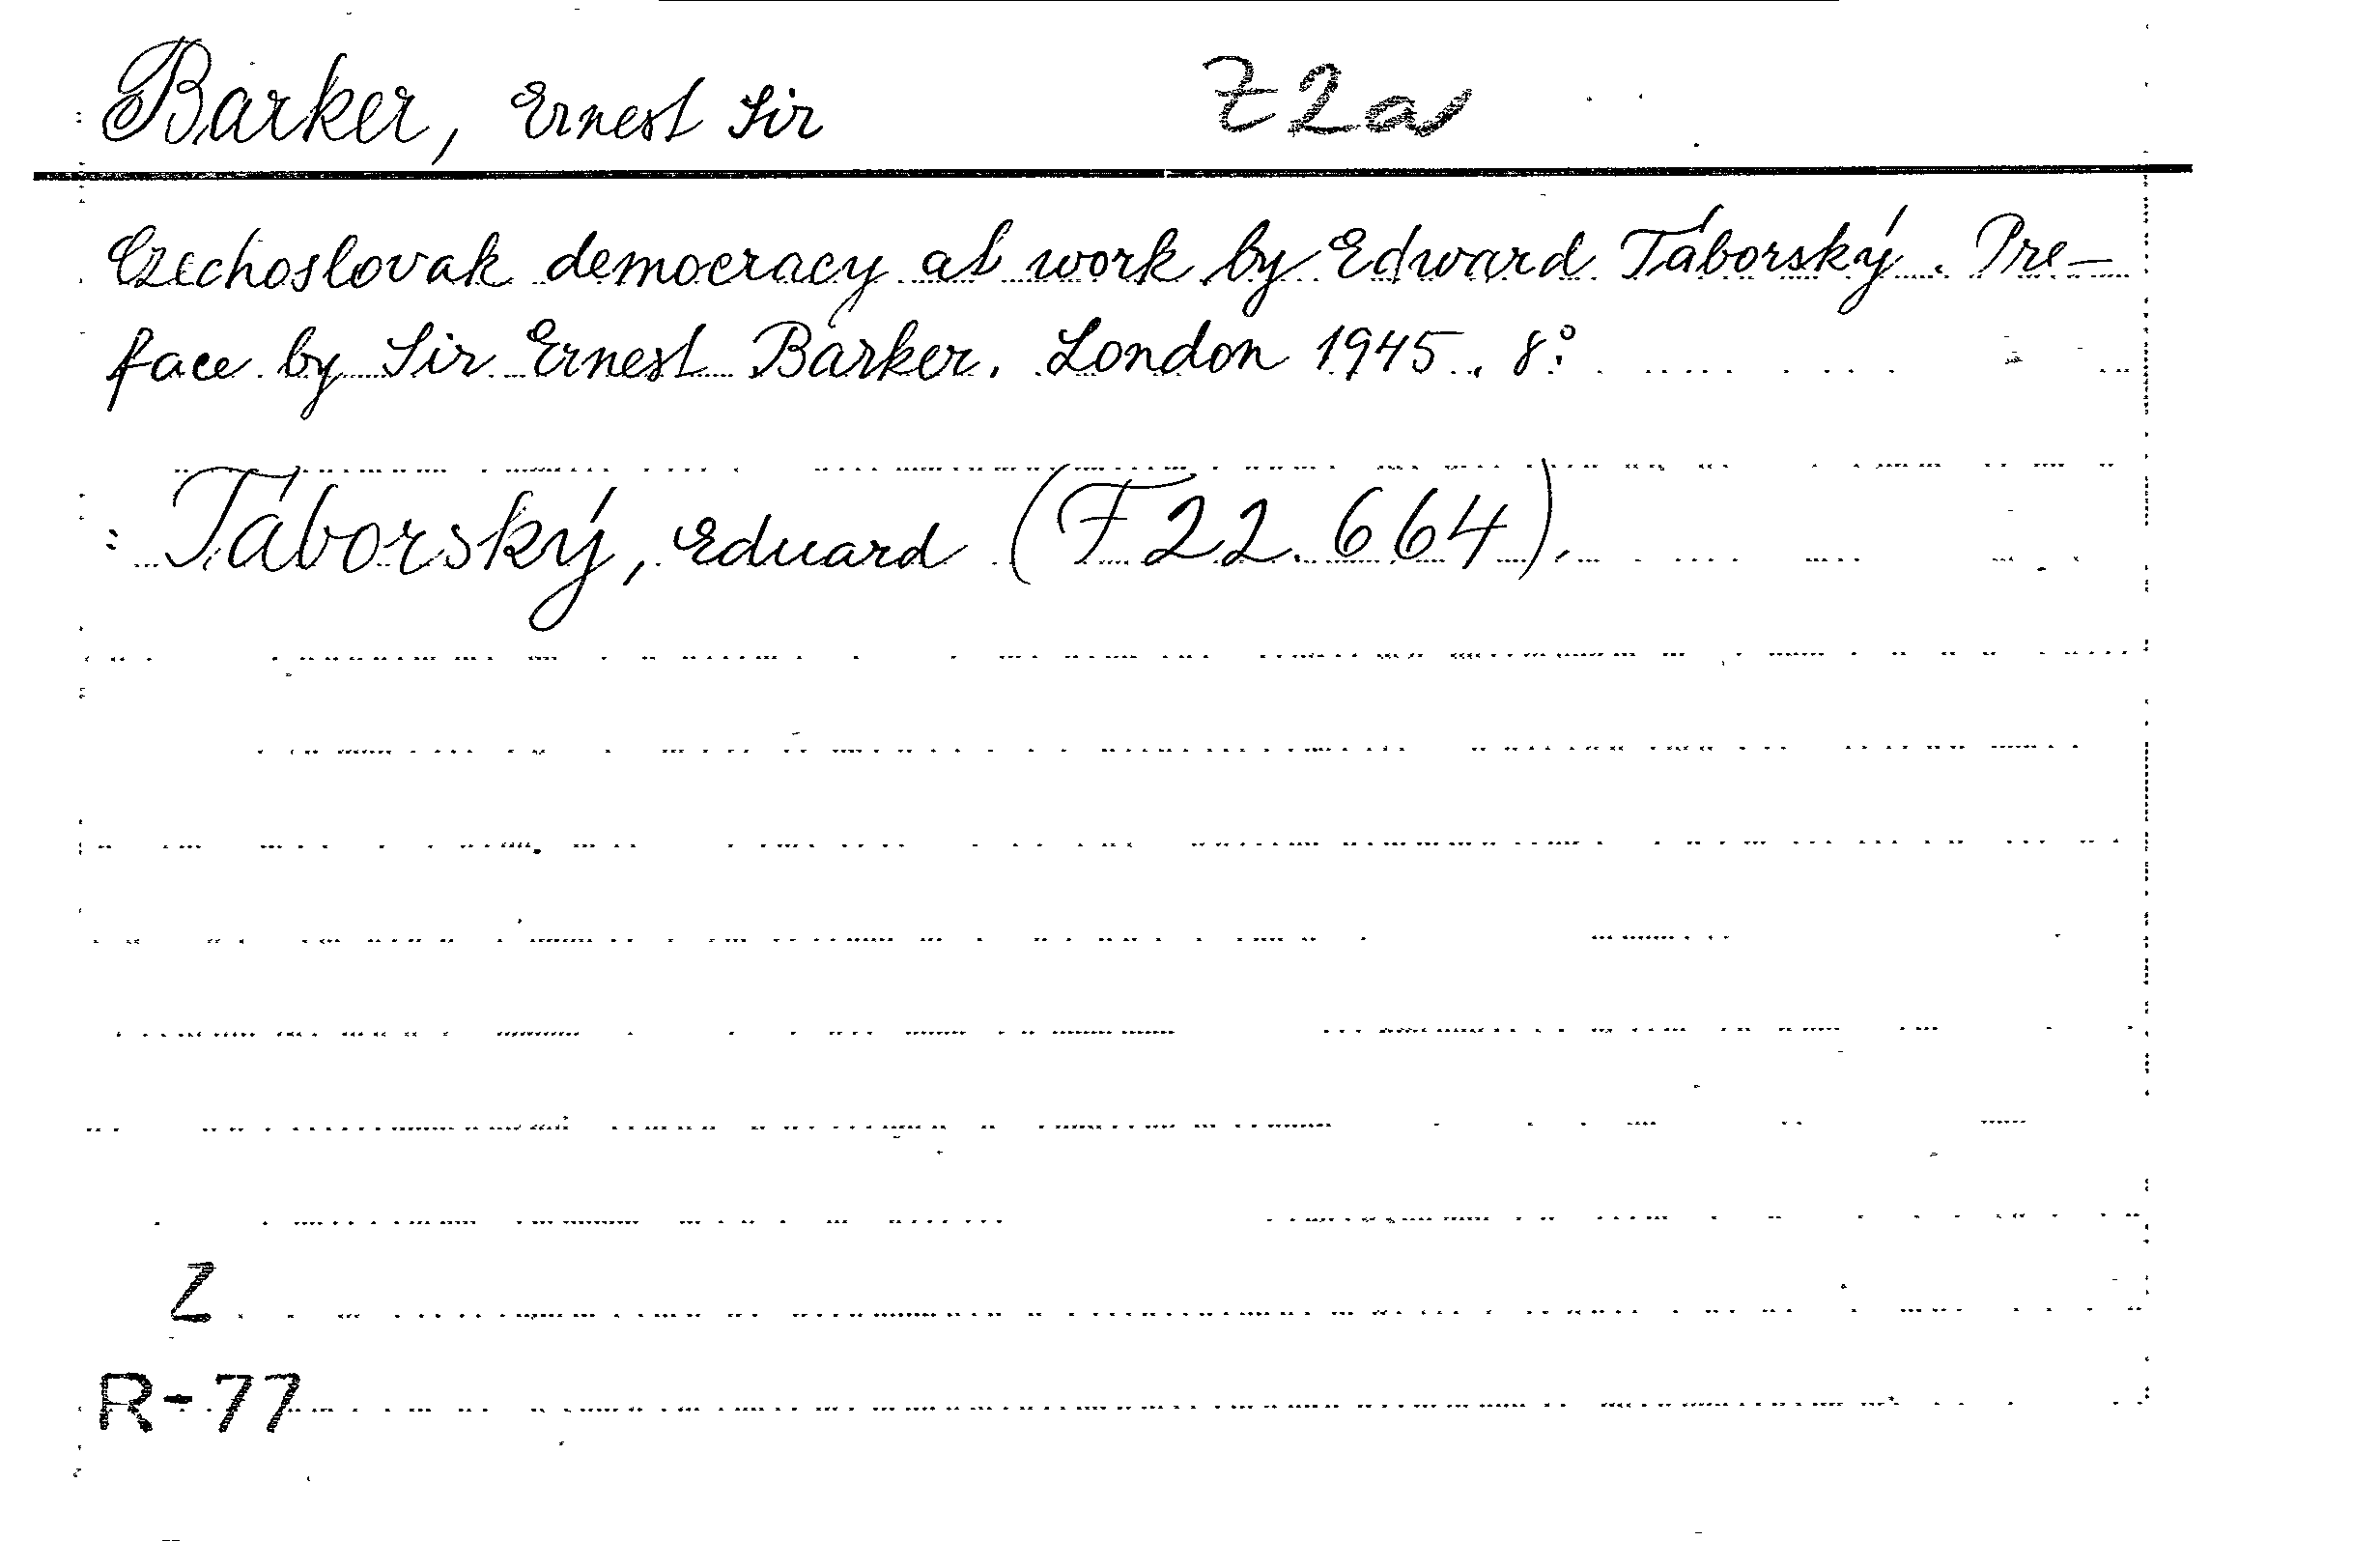 Barker, Ernest Sir Z2a
Czechoslovak democracy at work by Edward Táborský. Pre-
face by Sir Ernest Barker. London 1945. 8°.
: Táborský, Eduard (F 22.664).
Z
R-77